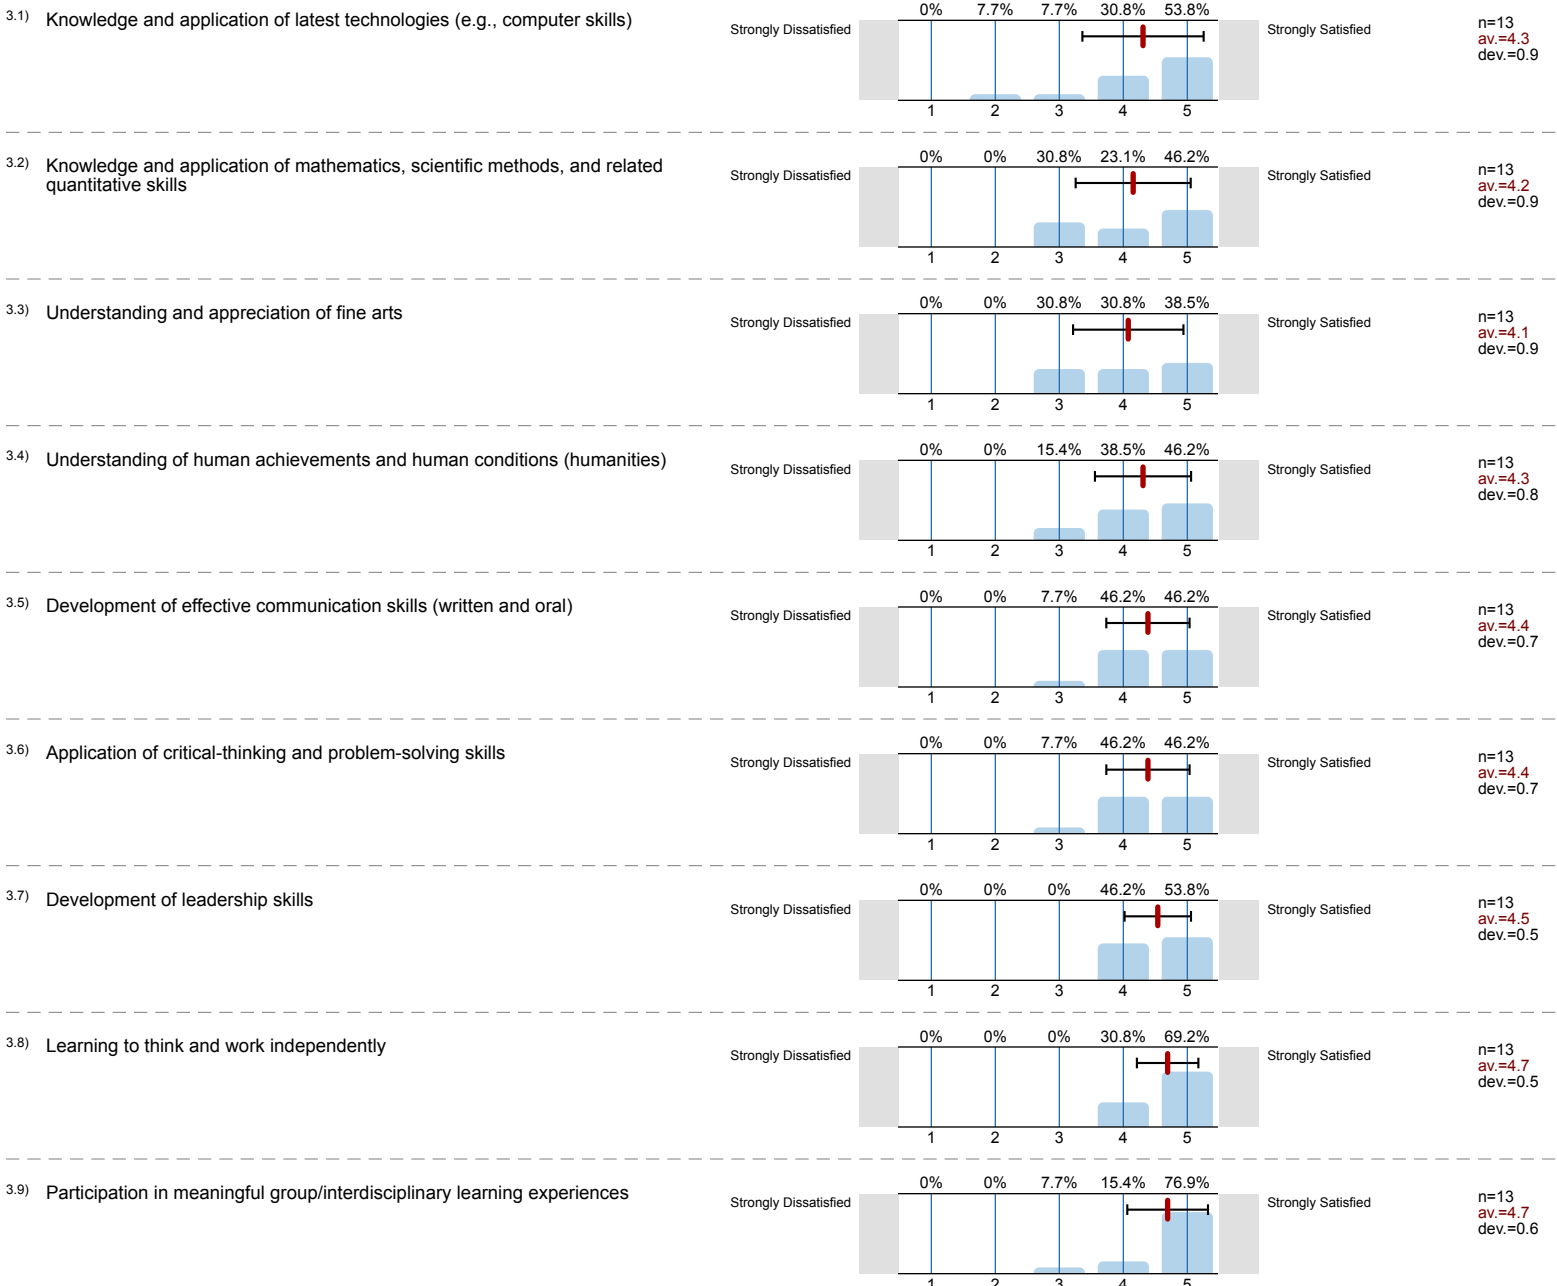 3.1) Knowledge and application of latest technologies (e.g., computer skills)
0% 7.7% 7.7% 30.8% 53.8%
Strongly Dissatisfied Strongly Satisfied
n=13
av.=4.3
dev.=0.9
1 2 3 4 5
3.2) Knowledge and application of mathematics, scientific methods, and related
quantitative skills
0% 0% 30.8% 23.1% 46.2%
Strongly Dissatisfied Strongly Satisfied
n=13
av.=4.2
dev.=0.9
1 2 3 4 5
3.3) Understanding and appreciation of fine arts
0% 0% 30.8% 30.8% 38.5%
Strongly Dissatisfied Strongly Satisfied
n=13
av.=4.1
dev.=0.9
1 2 3 4 5
3.4) Understanding of human achievements and human conditions (humanities)
0% 0% 15.4% 38.5% 46.2%
Strongly Dissatisfied Strongly Satisfied
n=13
av.=4.3
dev.=0.8
1 2 3 4 5
3.5) Development of effective communication skills (written and oral)
0% 0% 7.7% 46.2% 46.2%
Strongly Dissatisfied Strongly Satisfied
n=13
av.=4.4
dev.=0.7
1 2 3 4 5
3.6) Application of critical-thinking and problem-solving skills
0% 0% 7.7% 46.2% 46.2%
Strongly Dissatisfied Strongly Satisfied
n=13
av.=4.4
dev.=0.7
1 2 3 4 5
3.7) Development of leadership skills
0% 0% 0% 46.2% 53.8%
Strongly Dissatisfied Strongly Satisfied
n=13
av.=4.5
dev.=0.5
1 2 3 4 5
3.8) Learning to think and work independently
0% 0% 0% 30.8% 69.2%
Strongly Dissatisfied Strongly Satisfied
n=13
av.=4.7
dev.=0.5
1 2 3 4 5
3.9) Participation in meaningful group/interdisciplinary learning experiences
0% 0% 7.7% 15.4% 76.9%
Strongly Dissatisfied Strongly Satisfied
n=13
av.=4.7
dev.=0.6
1 2 3 4 5